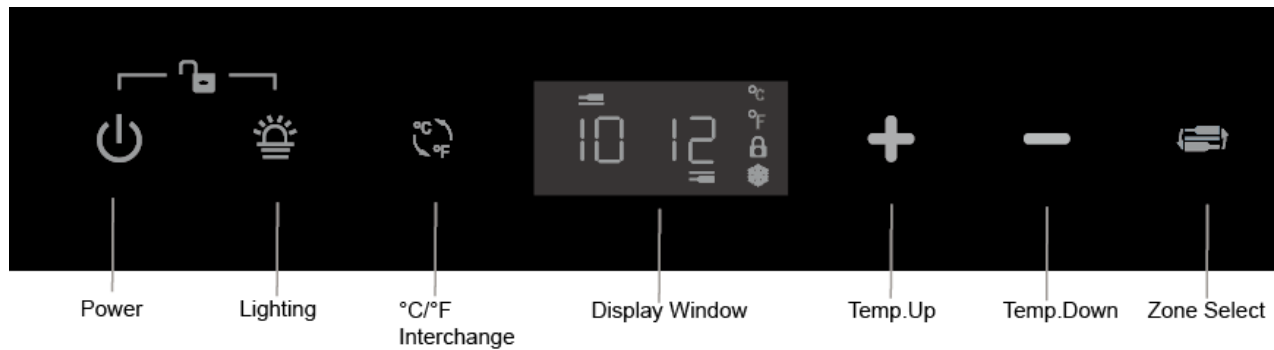 °C
°F
°C
10 12
°F
Power
Lighting
°C/°F
Interchange
Display Window
Temp.Up
Temp.Down
Zone Select